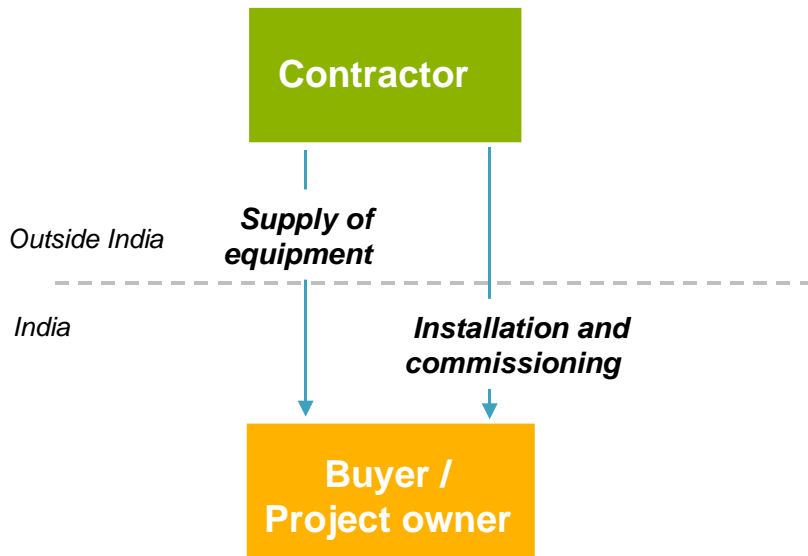 Contractor
Supply of
equipment
Outside India
India
Installation and
commissioning
Buyer /
Project owner